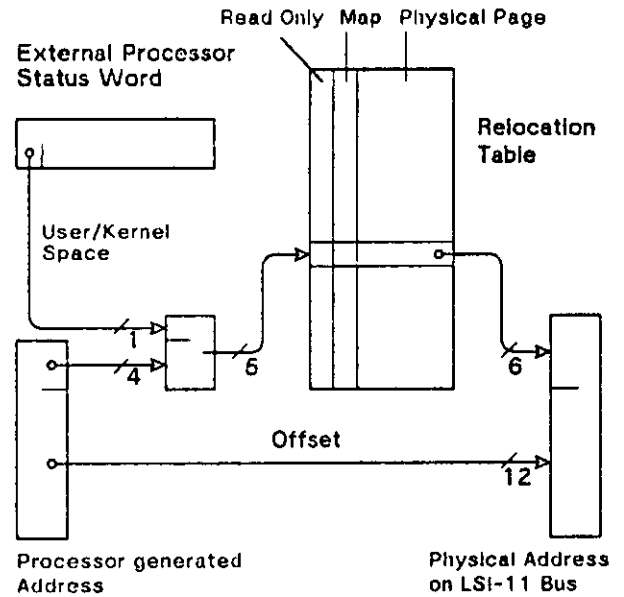 Read Only Map Physical Page
External Processor
Status Word
Relocation
Table
User/Kernel
Space
1
4
5
6
Offset
12
Processor generated
Address
Physical Address
on LSI-11 Bus